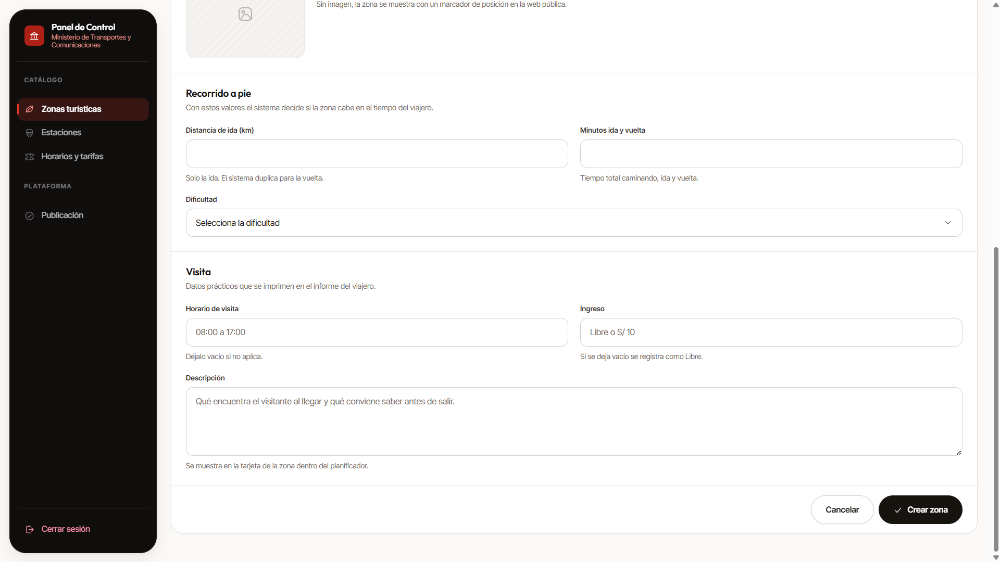 Panel de Control
Ministerio de Transportes y
Comunicaciones
CATÁLOGO
Zonas turísticas
Estaciones
Horarios y tarifas
PLATAFORMA
Publicación
Cerrar sesión
Sin imagen, la zona se muestra con un marcador de posición en la web pública.
Recorrido a pie
Con estos valores el sistema decide si la zona cabe en el tiempo del viajero.
Distancia de ida (km)
Minutos ida y vuelta
Solo la ida. El sistema duplica para la vuelta.
Tiempo total caminando, ida y vuelta.
Dificultad
Selecciona la dificultad
Visita
Datos prácticos que se imprimen en el informe del viajero.
Horario de visita
Ingreso
08:00 a 17:00
Libre o S/ 10
Déjalo vacío si no aplica.
Si se deja vacío se registra como Libre.
Descripción
Qué encuentra el visitante al llegar y qué conviene saber antes de salir.
Se muestra en la tarjeta de la zona dentro del planificador.
Cancelar
Crear zona